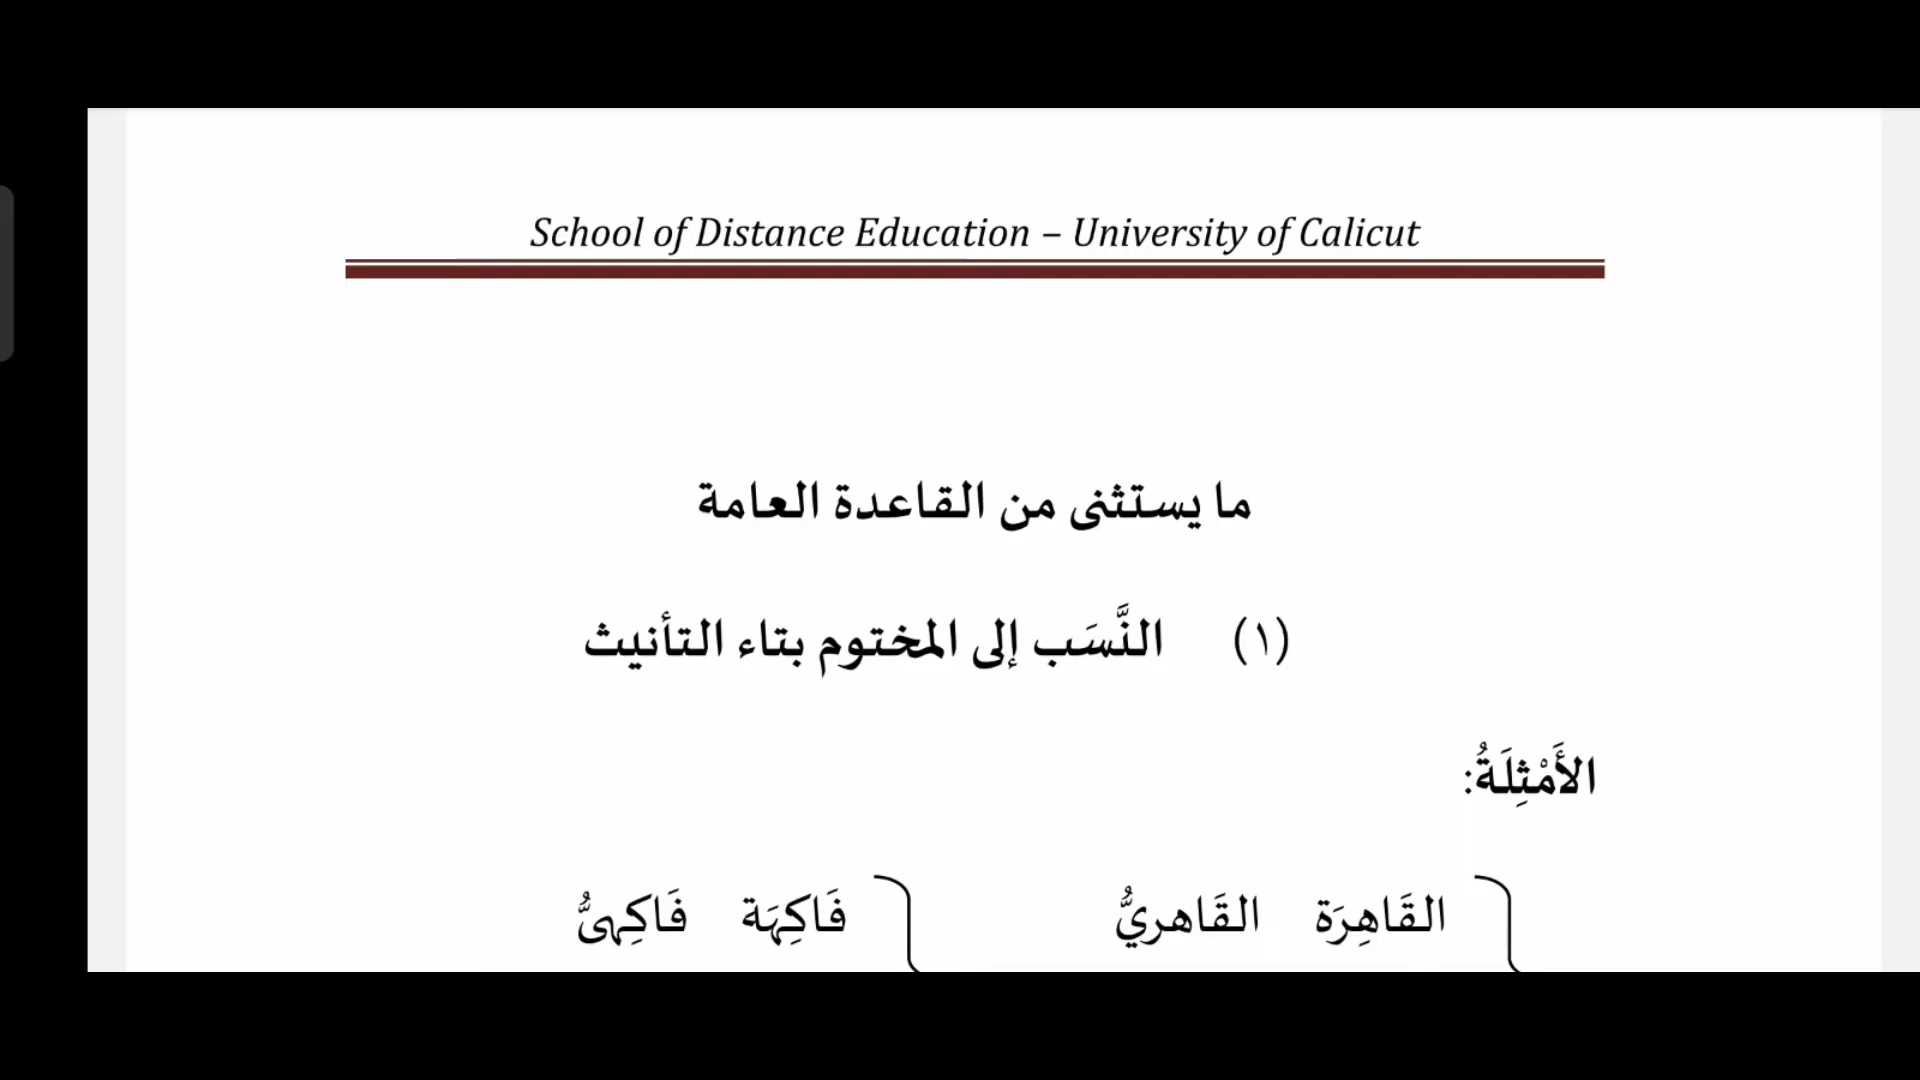 School of Distance Education – University of Calicut
ما يستثنى من القاعدة العامة
(١) النَّسَب إلى المختوم بتاء التأنيث
الأَمْثِلَةُ:
القَاهِرَة القَاهريُّ فَاكِهَة فَاكِهىُّ